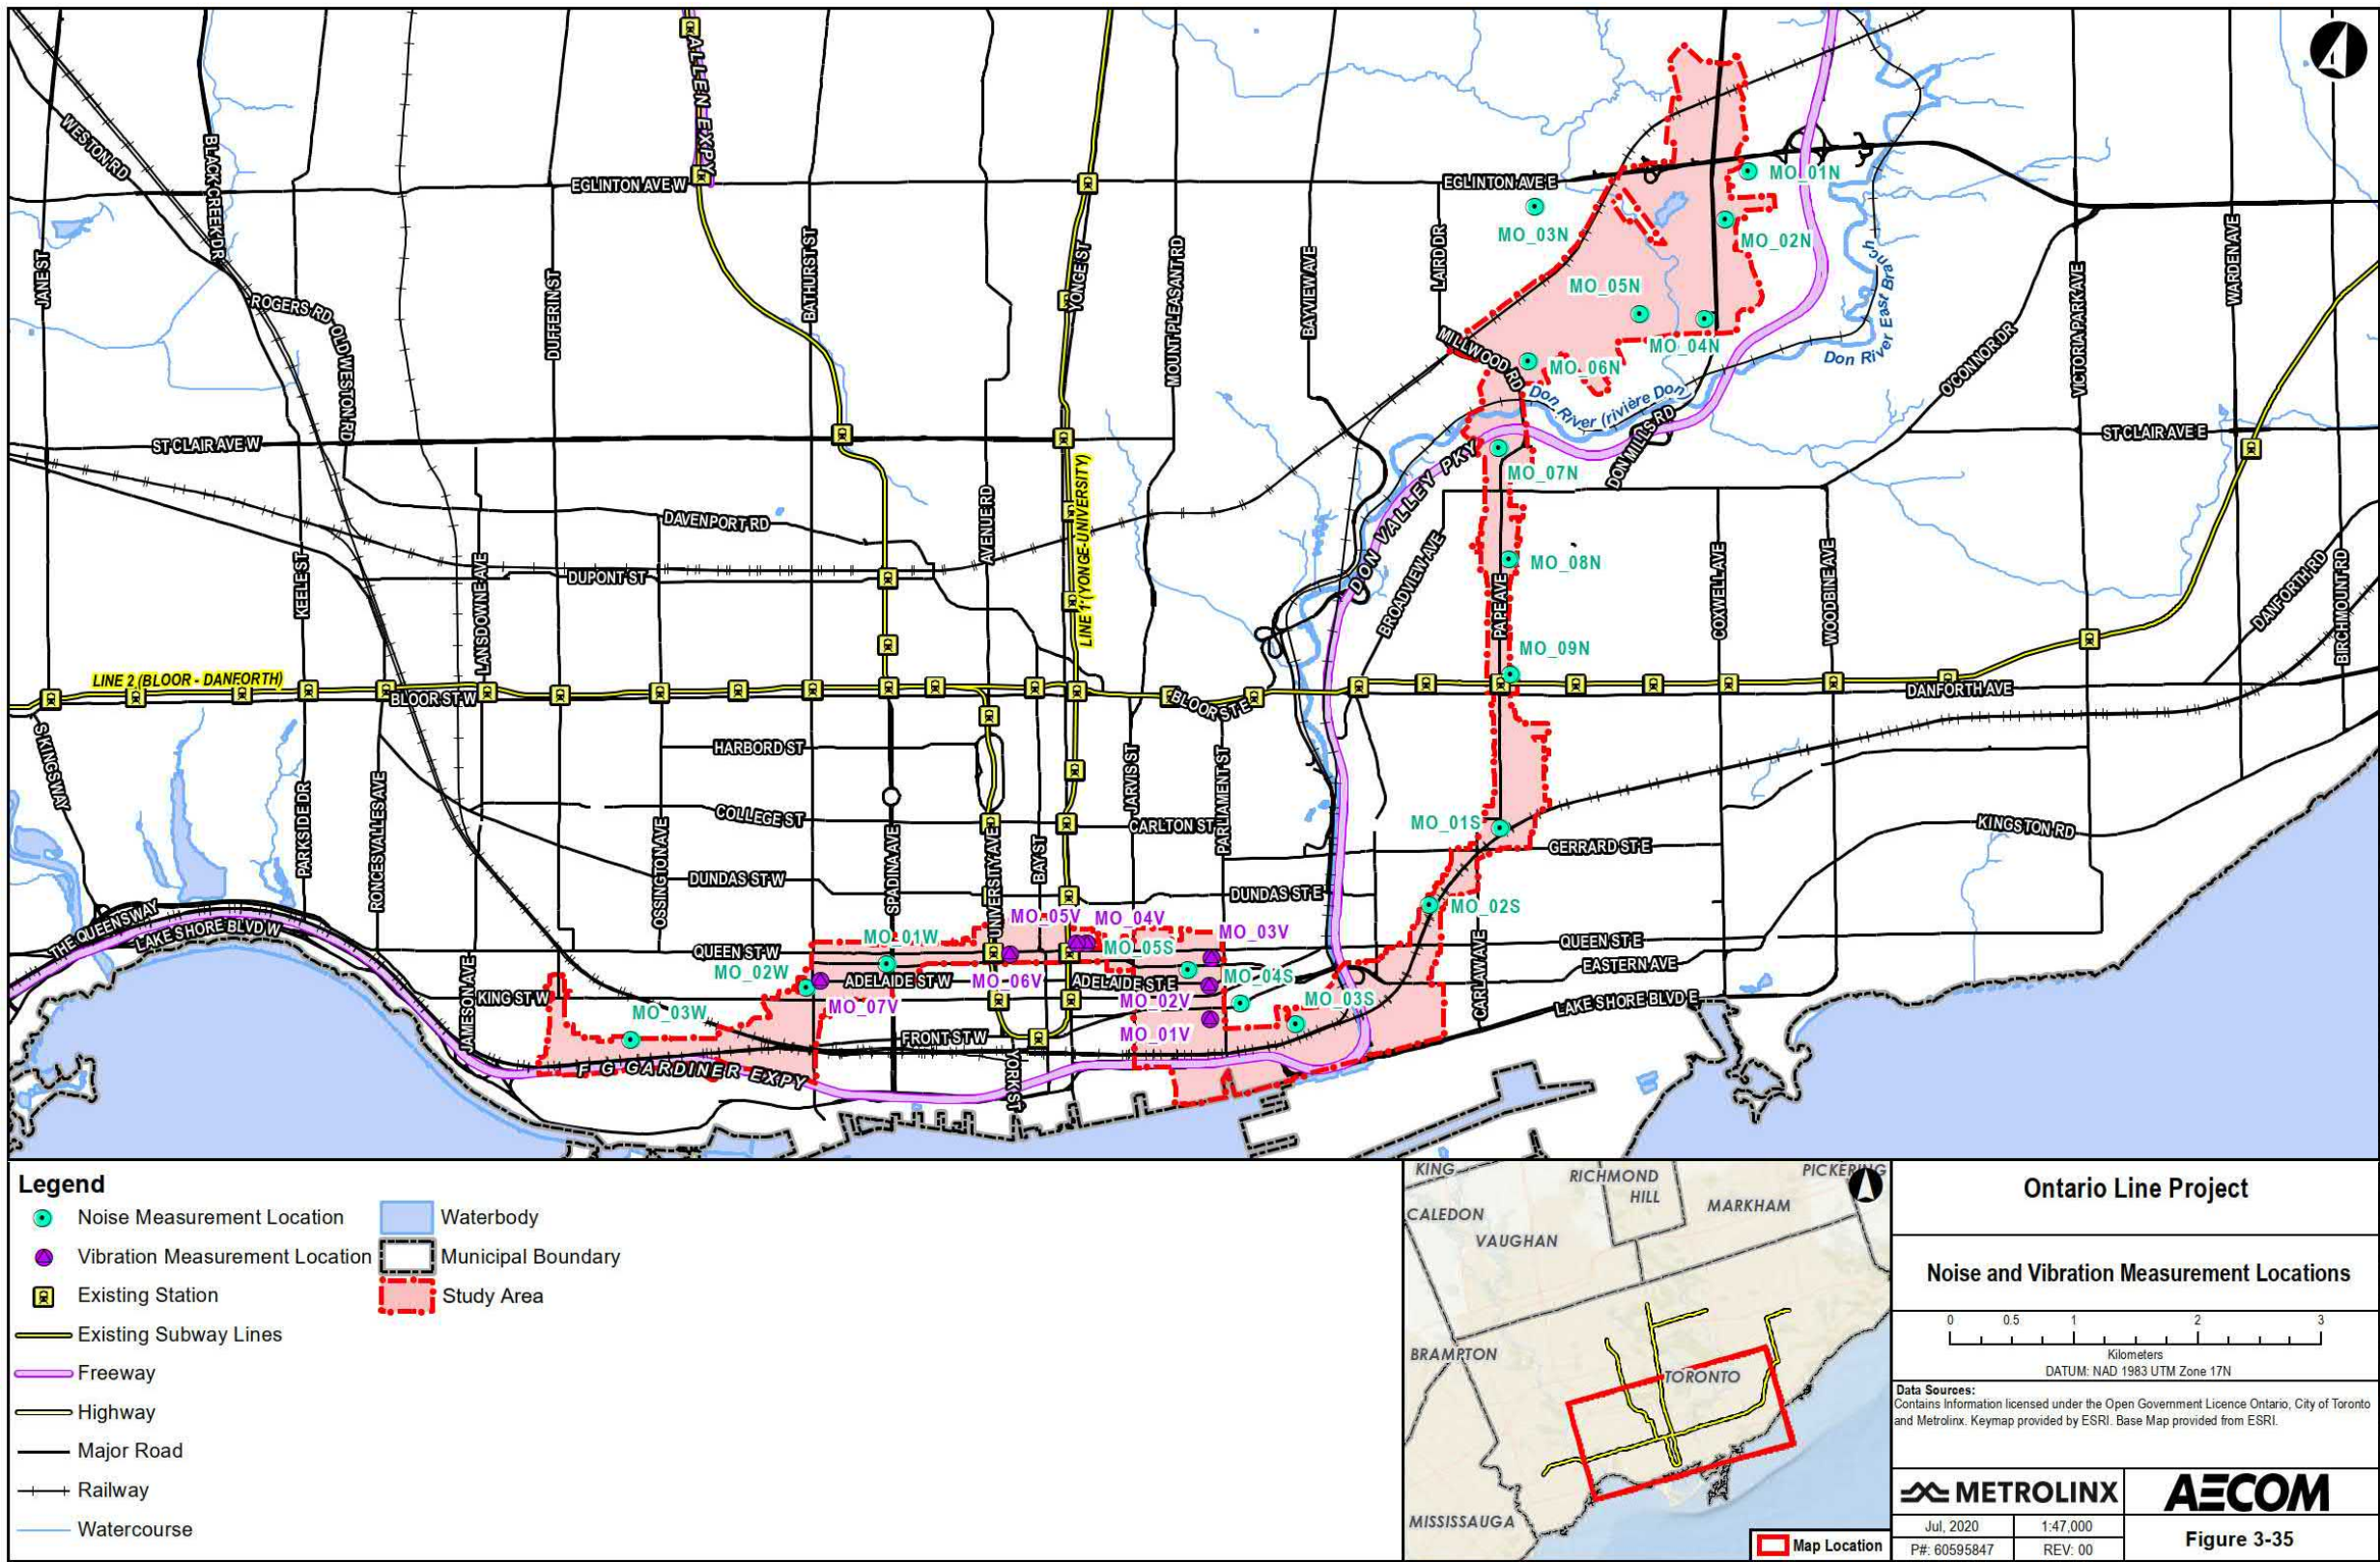 ALLEN EXPY
WESTON RD
BLACK CREEK DR
EGLINTON AVE W
EGLINTON AVE E
MO_01N
MO_03N
MO_02N
JANE ST
ROGERS RD
OLD WESTON RD
DUFFERIN ST
BATHURST ST
YONGE ST
MOUNT PLEASANT RD
BAYVIEW AVE
LAIRD DR
MO_05N
MO_04N
Don River East Branch
VICTORIA PARK AVE
WARDEN AVE
MILLWOOD RD
MO_06N
Don River (rivière Don)
O'CONNOR DR
ST CLAIR AVE W
ST CLAIR AVE E
DON MILLS RD
MO_07N
DON VALLEY PKY
LINE 1 (YONGE-UNIVERSITY)
AVENUE RD
DAVENPORT RD
DUPONT ST
KEELE ST
LANSDOWNE AVE
BROADVIEW AVE
PAPE AVE
MO_08N
COXWELL AVE
WOODBINE AVE
DANFORTH RD
BIRCHMOUNT RD
MO_09N
LINE 2 (BLOOR - DANFORTH)
BLOOR ST W
BLOOR ST E
DANFORTH AVE
S KINGSWAY
HARBORD ST
COLLEGE ST
CARLTON ST
JARVIS ST
PARLIAMENT ST
PARKSIDE DR
RONCESVALLES AVE
OSSINGTON AVE
SPADINA AVE
UNIVERSITY AVE
BAY ST
MO_01S
GERRARD ST E
KINGSTON RD
DUNDAS ST W
DUNDAS ST E
MO_02S
THE QUEENSWAY
LAKE SHORE BLVD W
MO_05V
MO_04V
MO_03V
MO_01W
MO_05S
QUEEN ST W
QUEEN ST E
MO_02W
ADELAIDE ST W
MO_06V
ADELAIDE ST E
MO_04S
EASTERN AVE
CARLAW AVE
JAMESON AVE
KING ST W
MO_07V
MO_02V
MO_03S
LAKE SHORE BLVD E
MO_03W
FRONT ST W
MO_01V
F G GARDINER EXPY
YORK ST
Legend
Noise Measurement Location
Vibration Measurement Location
Existing Station
Existing Subway Lines
Freeway
Highway
Major Road
Railway
Watercourse
Waterbody
Municipal Boundary
Study Area
KING
RICHMOND
HILL
PICKERING
MARKHAM
CALEDON
VAUGHAN
BRAMPTON
TORONTO
MISSISSAUGA
Map Location
Ontario Line Project
Noise and Vibration Measurement Locations
0 0.5 1 2 3
Kilometers
DATUM: NAD 1983 UTM Zone 17N
Data Sources:
Contains Information licensed under the Open Government Licence Ontario, City of Toronto
and Metrolinx. Keymap provided by ESRI. Base Map provided from ESRI.
METROLINX
AECOM
Jul, 2020
1:47,000
P#: 60595847
REV: 00
Figure 3-35